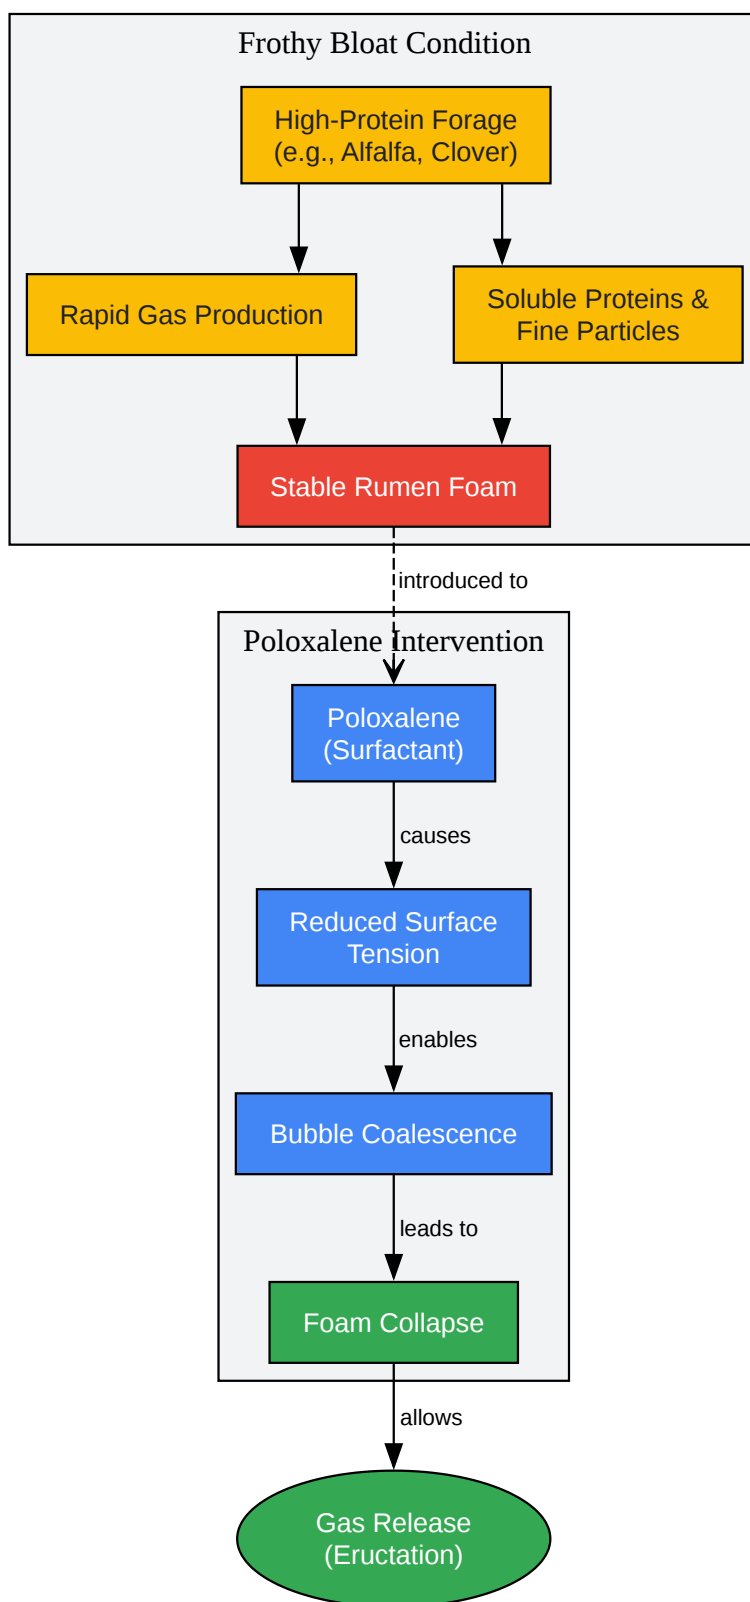 Frothy Bloat Condition
High-Protein Forage
(e.g., Alfalfa, Clover)
Rapid Gas Production
Soluble Proteins &
Fine Particles
Stable Rumen Foam
introduced to
Poloxalene Intervention
Poloxalene
(Surfactant)
causes
Reduced Surface
Tension
enables
Bubble Coalescence
leads to
Foam Collapse
allows
Gas Release
(Eructation)